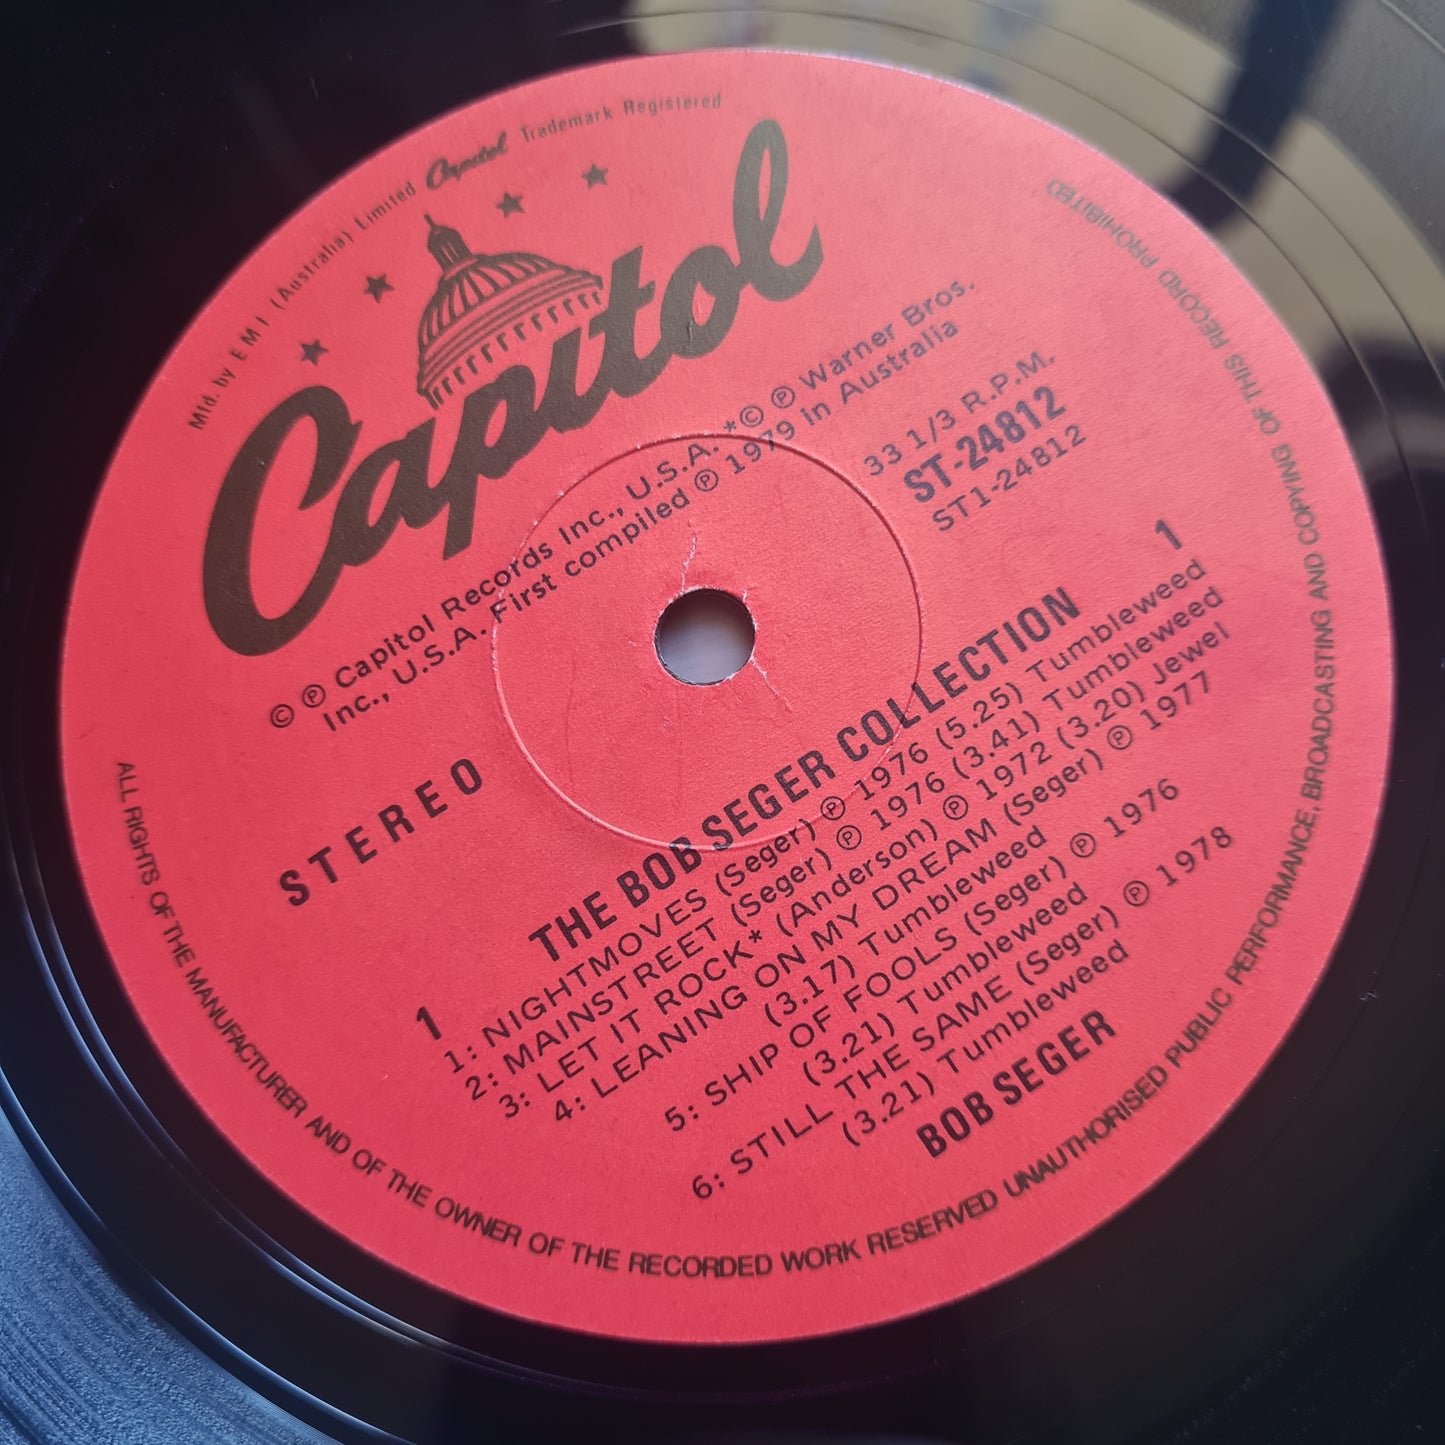 Mfd. by EMI (Australia) Limited Capitol Trademark Registered
Capitol
© ℗ Capitol Records Inc., U.S.A. *© ℗ Warner Bros.
Inc., U.S.A. First compiled ℗ 1979 in Australia
33 1/3 R.P.M.
ST-24812
ST1-24812
STEREO
1
1
THE BOB SEGER COLLECTION
1: NIGHTMOVES (Seger) ℗ 1976 (5.25) Tumbleweed
2: MAINSTREET (Seger) ℗ 1976 (3.41) Tumbleweed
3: LET IT ROCK* (Anderson) ℗ 1972 (3.20) Jewel
4: LEANING ON MY DREAM (Seger) ℗ 1977
(3.17) Tumbleweed
5: SHIP OF FOOLS (Seger) ℗ 1976
(3.21) Tumbleweed
6: STILL THE SAME (Seger) ℗ 1978
(3.21) Tumbleweed
BOB SEGER
ALL RIGHTS OF THE MANUFACTURER AND OF THE OWNER OF THE RECORDED WORK RESERVED UNAUTHORISED PUBLIC PERFORMANCE, BROADCASTING AND COPYING OF THIS RECORD PROHIBITED